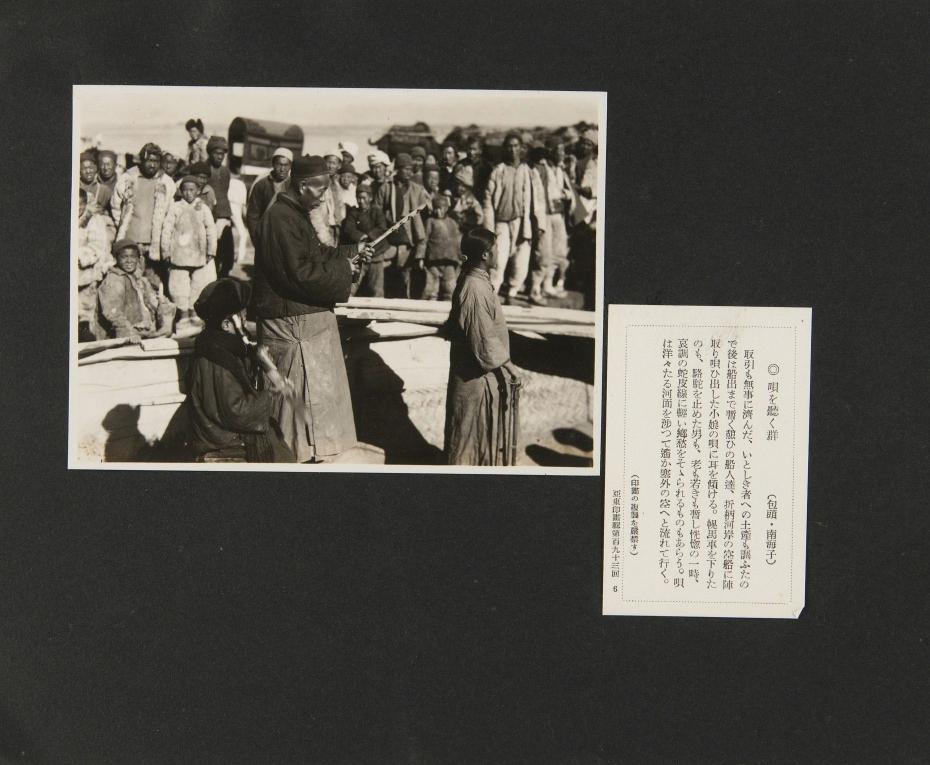 ◎ 唄を聽く群 (包頭・南海子)
取引も無事に濟んだ、いとしき者への土產も調ふたの
で後は船出まで暫く憩ひの船人達、折柄河岸の空船に陣
取り唄ひ出した小娘の唄に耳を傾ける。幌馬車を下りた
のも、駱駝を止めた男も、老も若きも暫し恍惚の一時、
哀調の蛇皮線に輕い鄕愁をそゝられるものもあらう。唄
は洋々たる河面を渉つて遙か塞外の空へと流れて行く。
(印畫の複製を嚴禁す)
亞東印畫輯第百九十三回 6